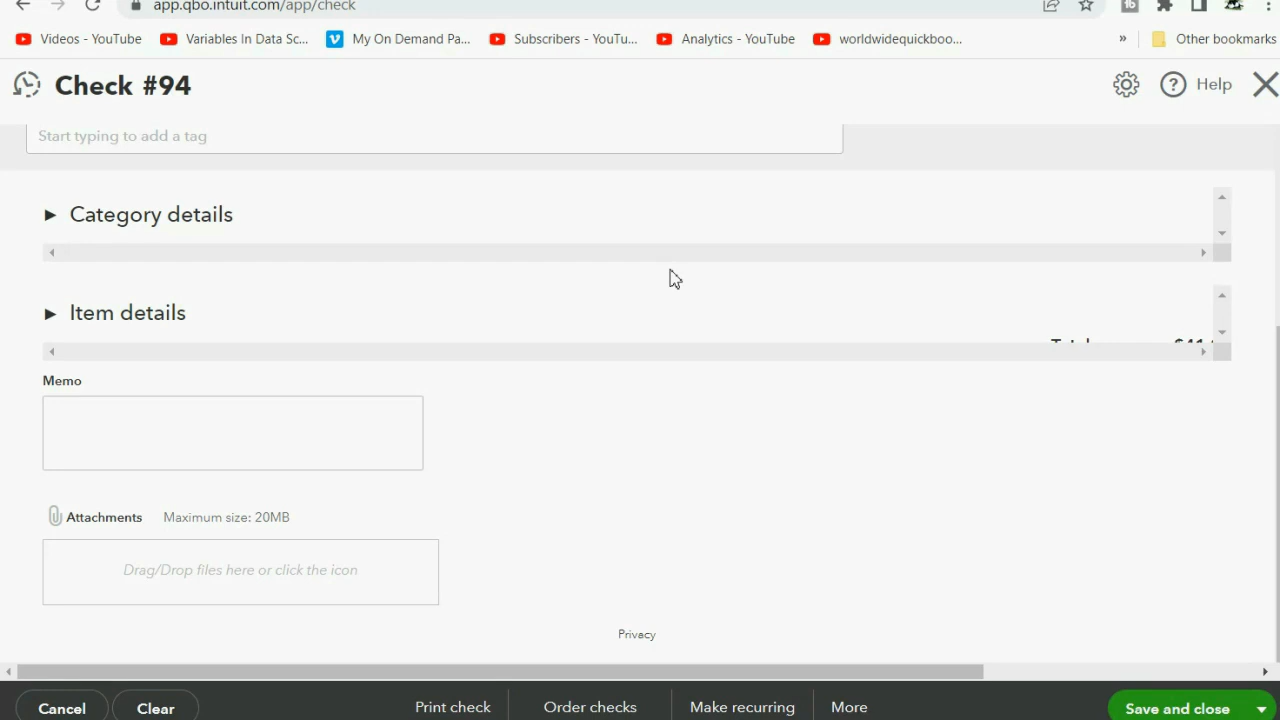 app.qbo.intuit.com/app/check
Videos - YouTube Variables In Data Sc... My On Demand Pa... Subscribers - YouTu... Analytics - YouTube worldwidequickboo... » Other bookmarks
Check #94 Help
Start typing to add a tag
Category details
Item details
Memo
Attachments Maximum size: 20MB
Drag/Drop files here or click the icon
Privacy
Cancel Clear Print check Order checks Make recurring More Save and close